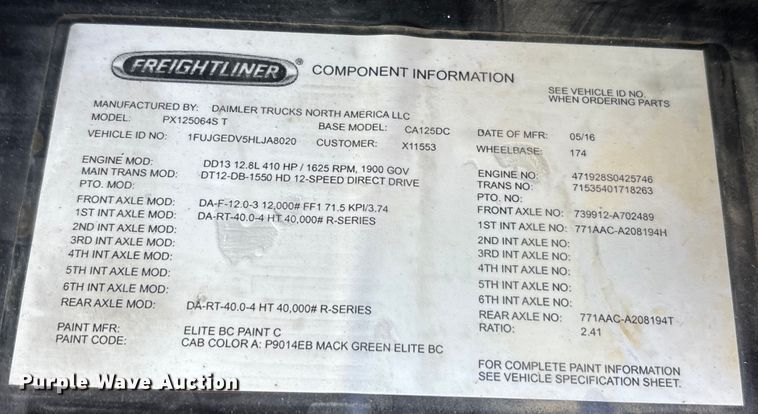 FREIGHTLINER® COMPONENT INFORMATION
SEE VEHICLE ID NO.
WHEN ORDERING PARTS
MANUFACTURED BY: DAIMLER TRUCKS NORTH AMERICA LLC
MODEL: PX125064S T BASE MODEL: CA125DC DATE OF MFR: 05/16
VEHICLE ID NO: 1FUJGEDV5HLJA8020 CUSTOMER: X11553 WHEELBASE: 174
ENGINE MOD: DD13 12.8L 410 HP / 1625 RPM, 1900 GOV ENGINE NO: 471928S0425746
MAIN TRANS MOD: DT12-DB-1550 HD 12-SPEED DIRECT DRIVE TRANS NO: 71535401718263
PTO. MOD: PTO. NO:
FRONT AXLE MOD: DA-F-12.0-3 12,000# FF1 71.5 KPI/3.74 FRONT AXLE NO: 739912-A702489
1ST INT AXLE MOD: DA-RT-40.0-4 HT 40,000# R-SERIES 1ST INT AXLE NO: 771AAC-A208194H
2ND INT AXLE MOD: 2ND INT AXLE NO:
3RD INT AXLE MOD: 3RD INT AXLE NO:
4TH INT AXLE MOD: 4TH INT AXLE NO:
5TH INT AXLE MOD: 5TH INT AXLE NO:
6TH INT AXLE MOD: 6TH INT AXLE NO:
REAR AXLE MOD: DA-RT-40.0-4 HT 40,000# R-SERIES REAR AXLE NO: 771AAC-A208194T
RATIO: 2.41
PAINT MFR: ELITE BC PAINT C
PAINT CODE: CAB COLOR A: P9014EB MACK GREEN ELITE BC
FOR COMPLETE PAINT INFORMATION
SEE VEHICLE SPECIFICATION SHEET.
Purple Wave Auction